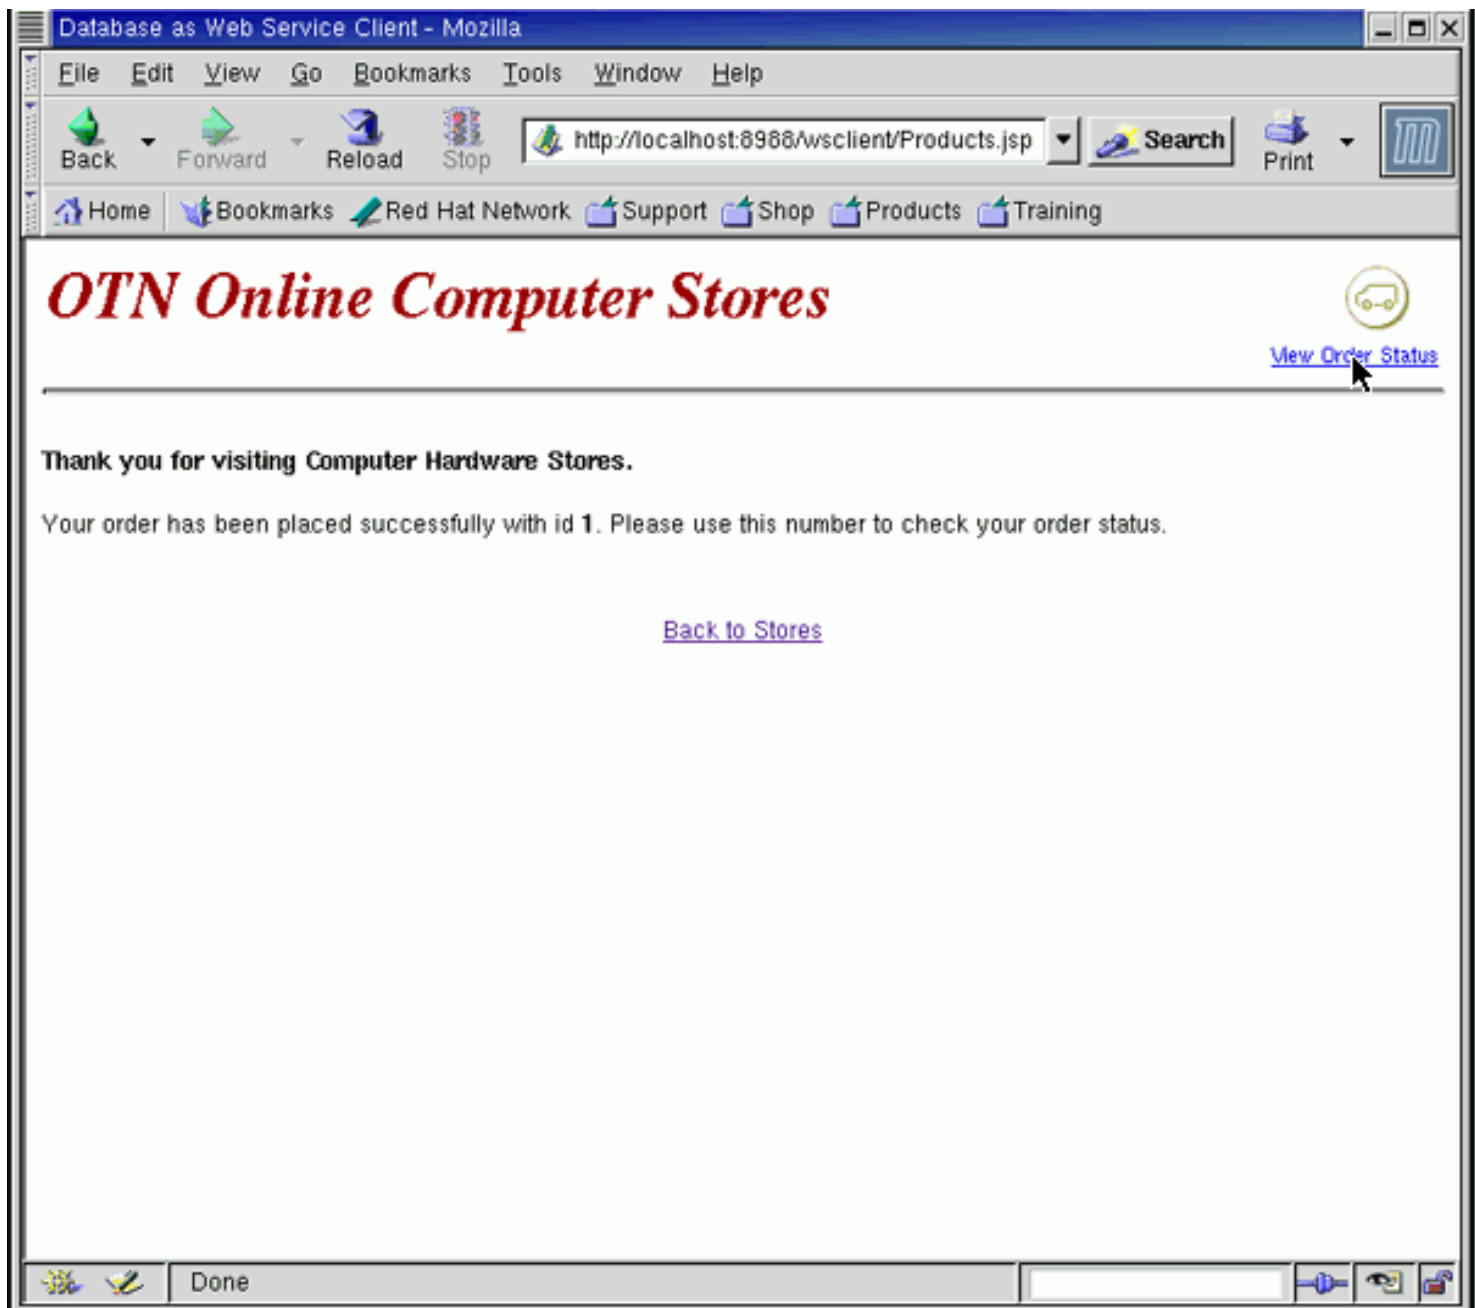 Database as Web Service Client - Mozilla
File Edit View Go Bookmarks Tools Window Help
Back Forward Reload Stop http://localhost:8988/wsclient/Products.jsp Search Print
Home Bookmarks Red Hat Network Support Shop Products Training
OTN Online Computer Stores
View Order Status
Thank you for visiting Computer Hardware Stores.
Your order has been placed successfully with id 1. Please use this number to check your order status.
Back to Stores
Done